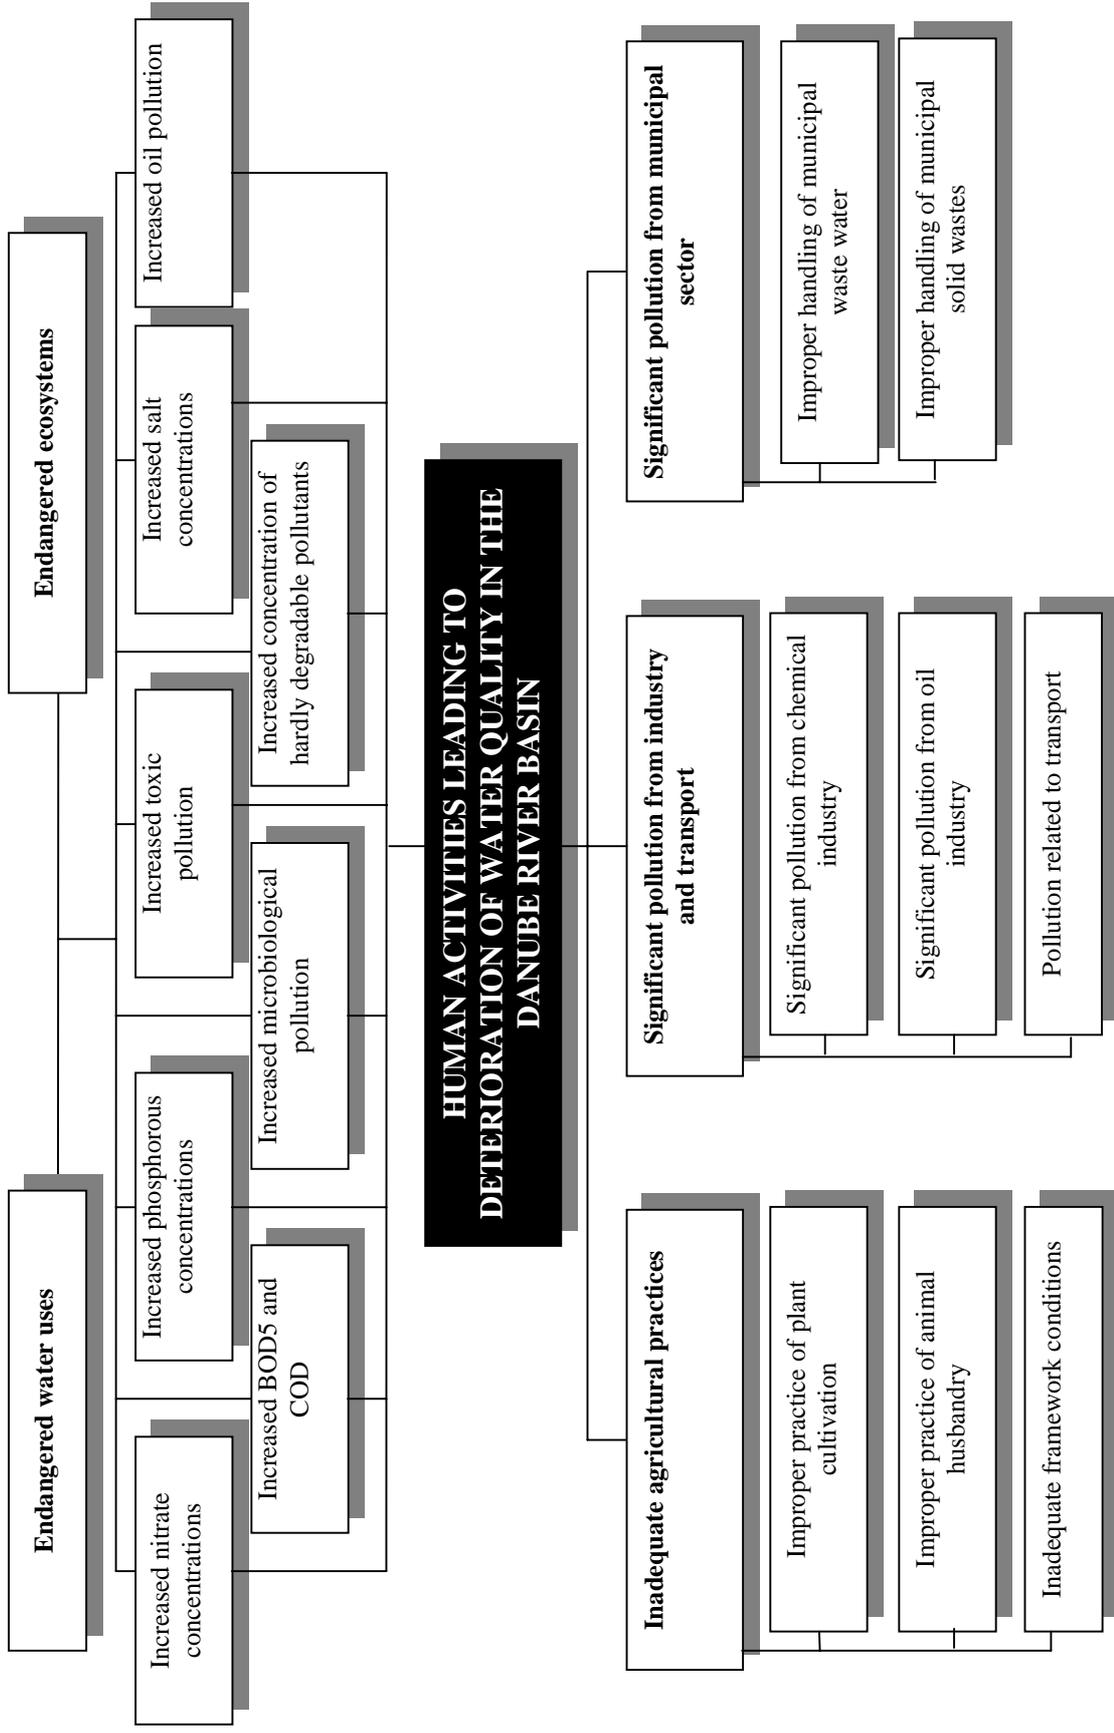 Endangered water uses
Endangered ecosystems
Increased nitrate
concentrations
Increased phosphorous
concentrations
Increased toxic
pollution
Increased salt
concentrations
Increased oil pollution
Increased BOD5 and
COD
Increased microbiological
pollution
Increased concentration of
hardly degradable pollutants
HUMAN ACTIVITIES LEADING TO
DETERIORATION OF WATER QUALITY IN THE
DANUBE RIVER BASIN
Inadequate agricultural practices
Improper practice of plant
cultivation
Improper practice of animal
husbandry
Inadequate framework conditions
Significant pollution from industry
and transport
Significant pollution from chemical
industry
Significant pollution from oil
industry
Pollution related to transport
Significant pollution from municipal
sector
Improper handling of municipal
waste water
Improper handling of municipal
solid wastes